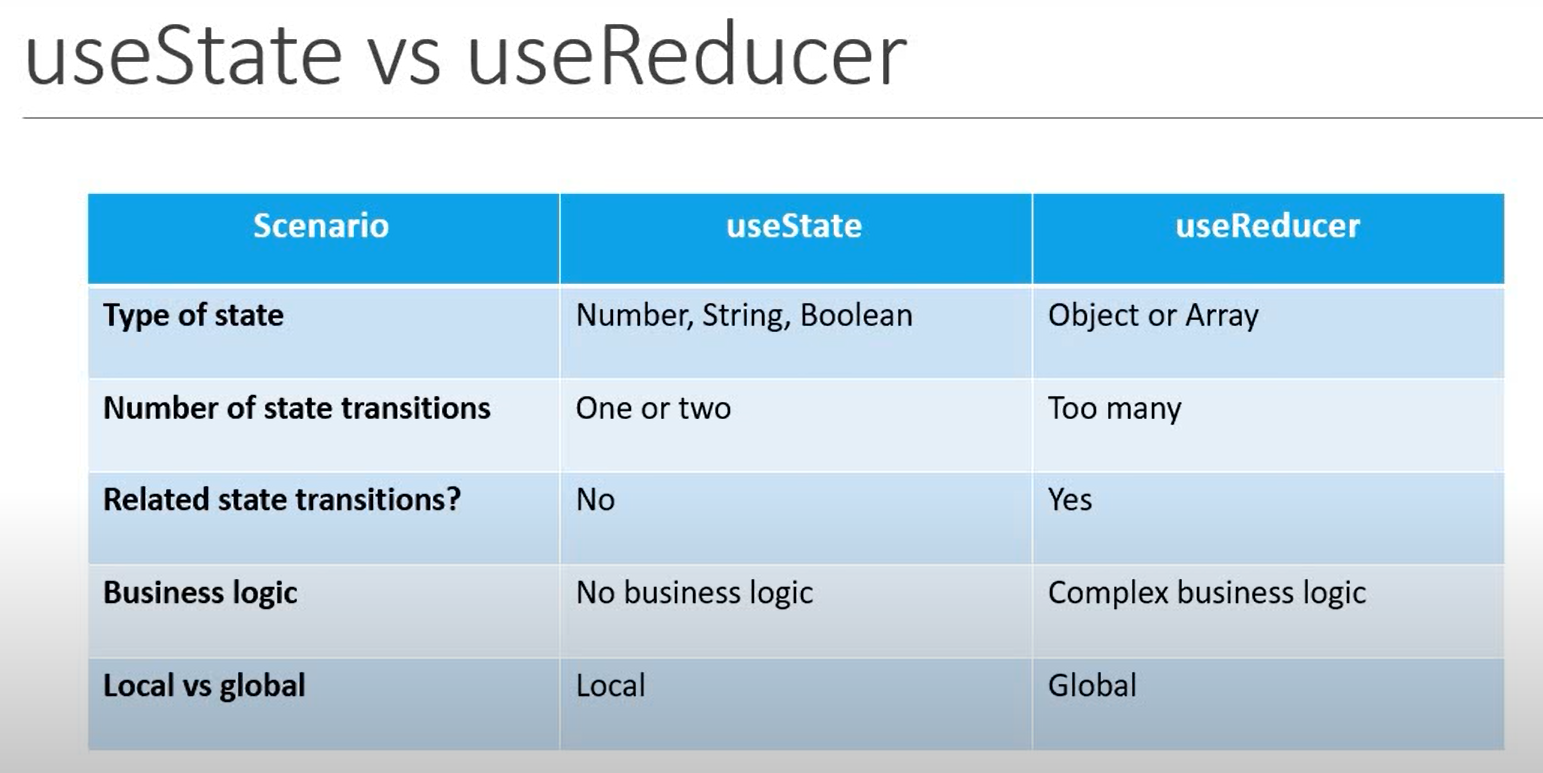 useState vs useReducer
Scenario useState useReducer
Type of state Number, String, Boolean Object or Array
Number of state transitions One or two Too many
Related state transitions? No Yes
Business logic No business logic Complex business logic
Local vs global Local Global